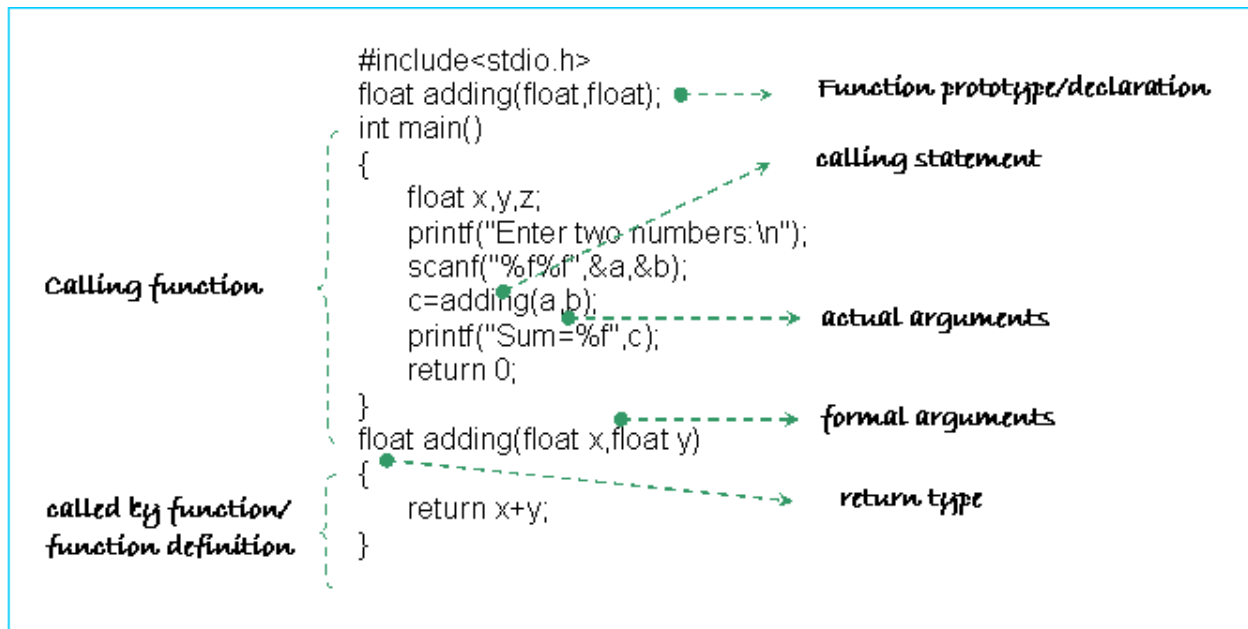 #include<stdio.h>
float adding(float,float);
Function prototype/declaration
int main()
{
calling statement
float x,y,z;
printf("Enter two numbers:\n");
scanf("%f%f",&a,&b);
Calling function
c=adding(a,b);
actual arguments
printf("Sum=%f",c);
return 0;
}
formal arguments
float adding(float x,float y)
{
return type
called by function/
function definition
return x+y;
}